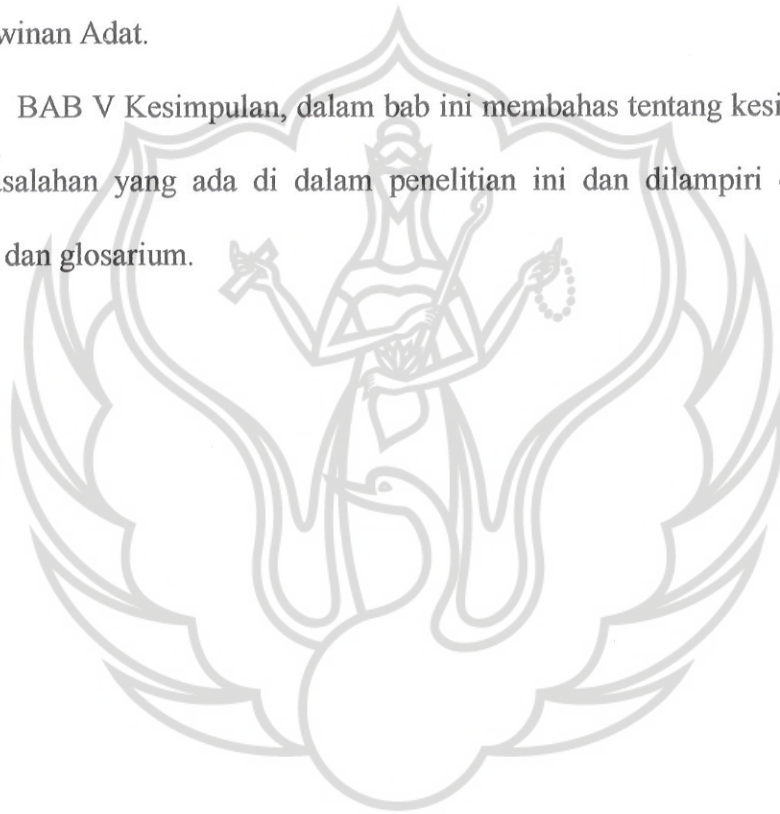 winan Adat.
BAB V Kesimpulan, dalam bab ini membahas tentang kesi
salahan yang ada di dalam penelitian ini dan dilampiri
dan glosarium.